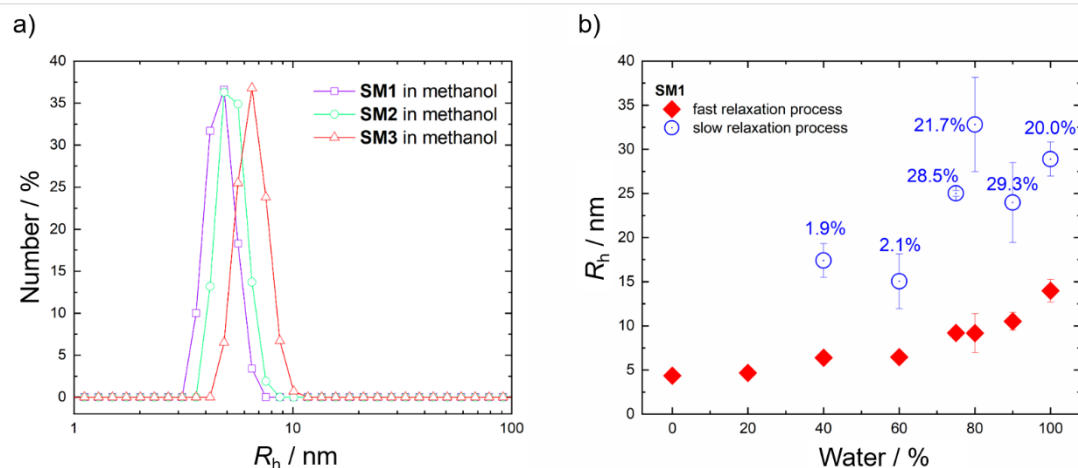 a)
40
35
30
25
20
15
10
5
0
Number / %
SM1 in methanol
SM2 in methanol
SM3 in methanol
1
10
100
Rh / nm
b)
40
35
30
25
20
15
10
5
0
Rh / nm
SM1
fast relaxation process
slow relaxation process
1.9%
2.1%
28.5%
21.7%
29.3%
20.0%
0
20
40
60
80
100
Water / %